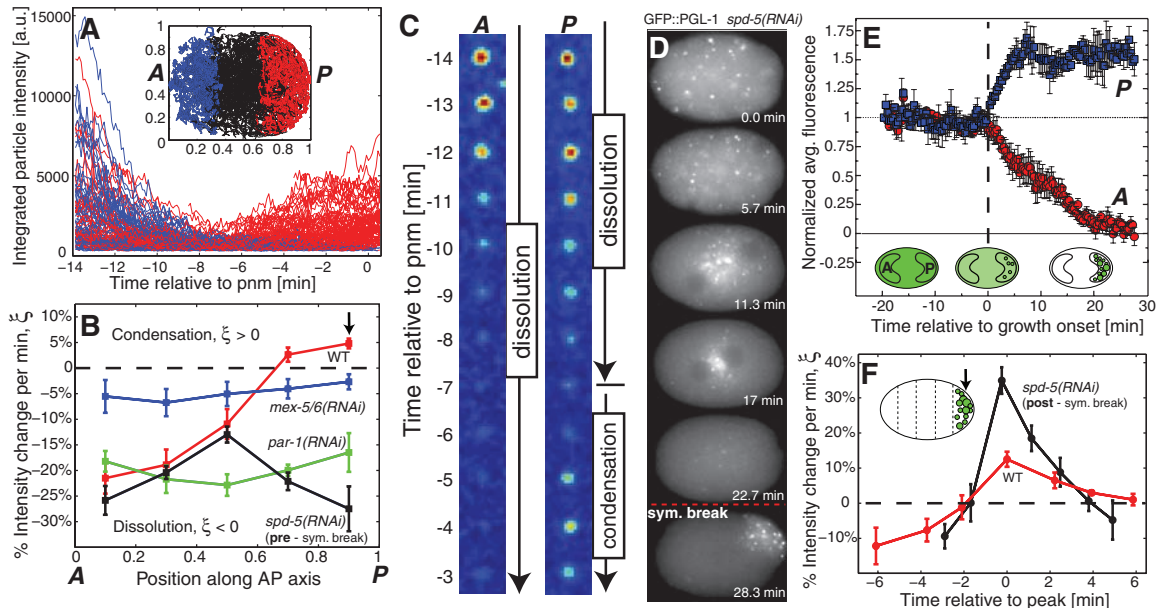 A
Integrated particle intensity [a.u.]
15000
10000
5000
0
1
0.8
0.6
0.4
0.2
0
0.2 0.4 0.6 0.8 1
A
P
−14 −12 −10 −8 −6 −4 −2 0
Time relative to pnm [min]
B
% Intensity change per min, ξ
10%
5%
0
−5%
−10%
−15%
−20%
−25%
−30%
Condensation, ξ > 0
WT
mex-5/6(RNAi)
par-1(RNAi)
Dissolution, ξ < 0
spd-5(RNAi)
(pre - sym. break)
0 0.2 0.4 0.6 0.8 1
A Position along AP axis P
C
A P
Time relative to pnm [min]
-14
-13
-12
-11
-10
-9
-8
-7
-6
-5
-4
-3
dissolution
dissolution
condensation
GFP::PGL-1 spd-5(RNAi)
D
0.0 min
5.7 min
11.3 min
17 min
22.7 min
sym. break
28.3 min
E
Normalized avg. fluorescence
2
1.5
1.25
1
0.75
0.5
0.25
0
-0.25
P
A
A P
-20 -10 0 10 20 30
Time relative to growth onset [min]
F
% Intensity change per min, ξ
40%
30%
20%
10%
0
-10%
spd-5(RNAi)
(post - sym. break)
WT
−6 −4 −2 0 2 4 6
Time relative to peak [min]